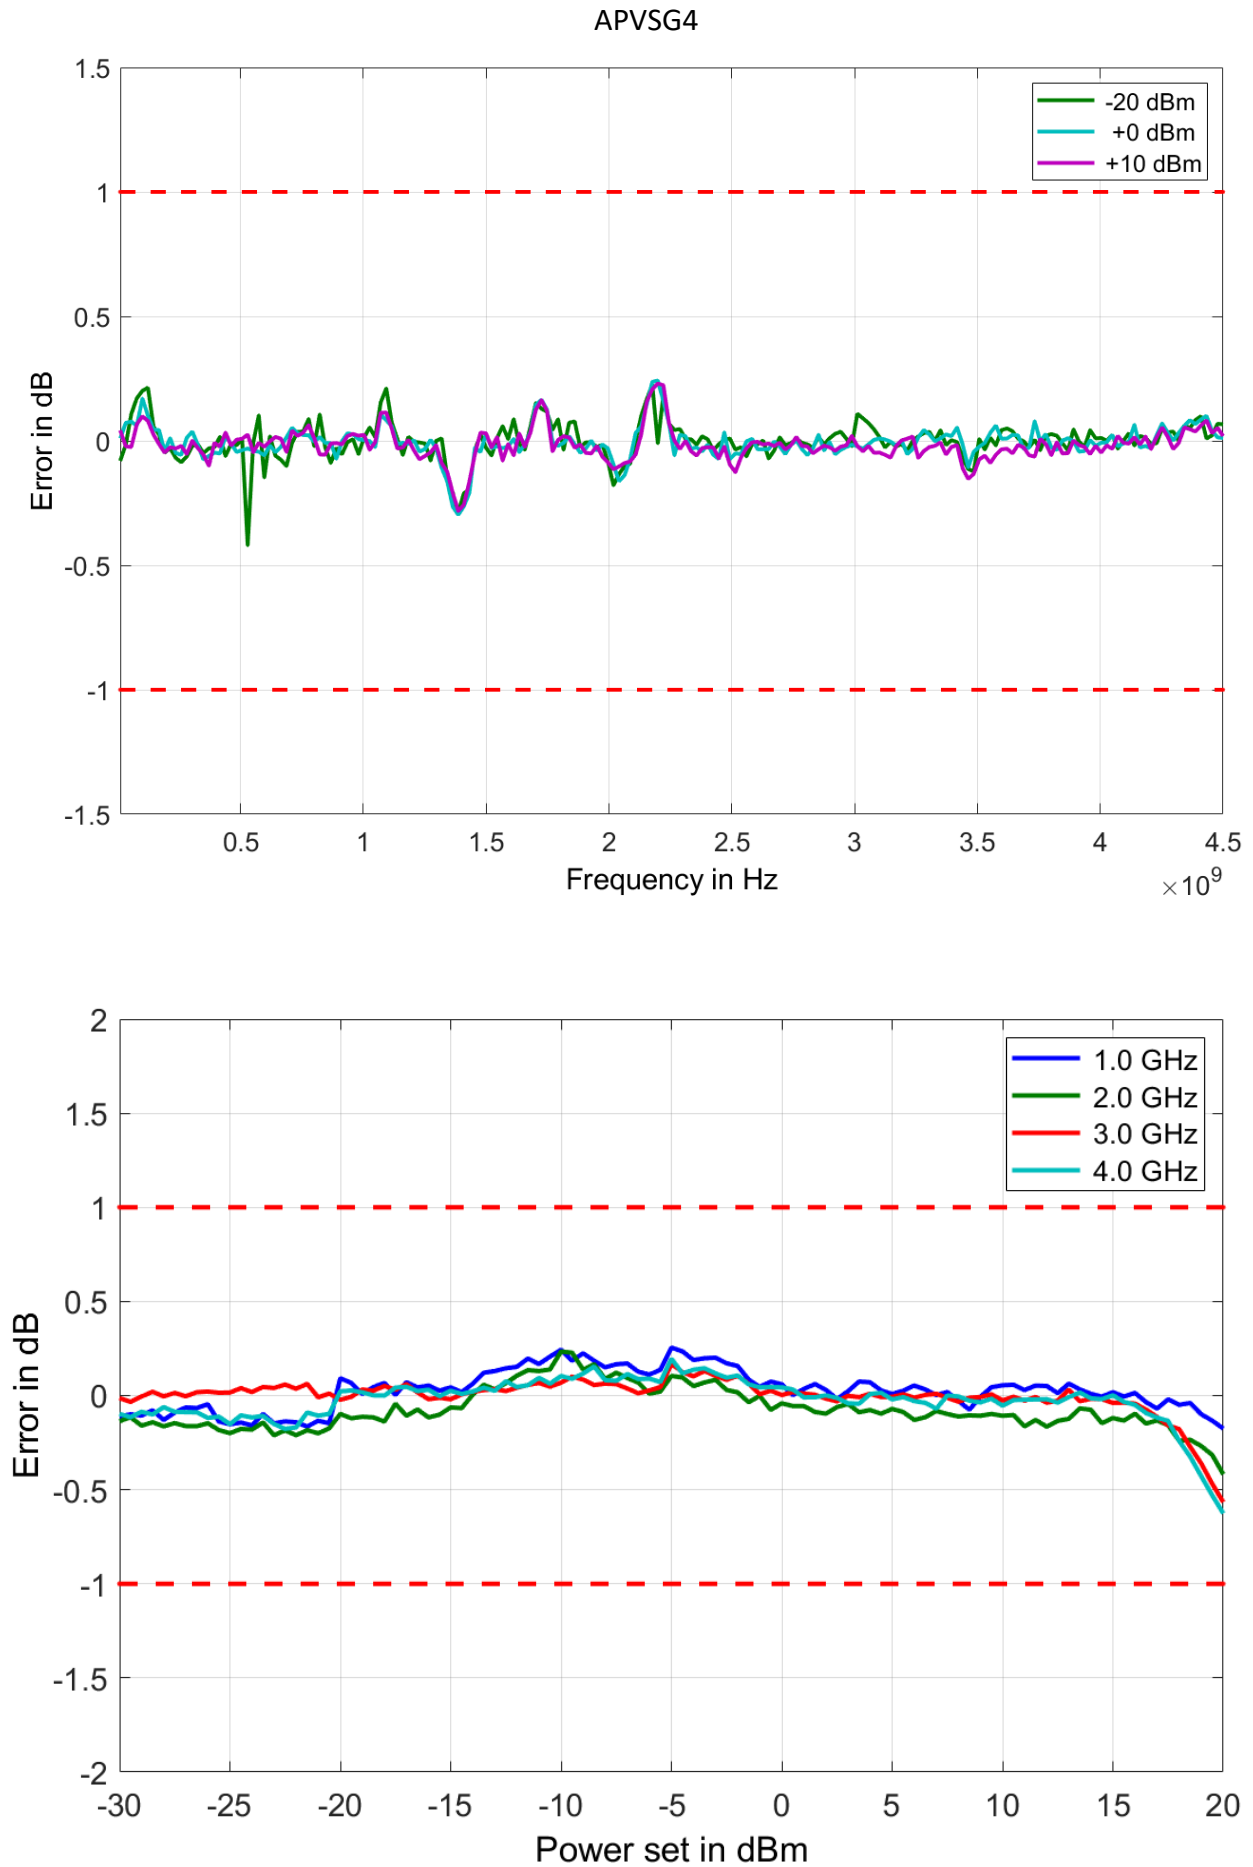 APVSG4
1.5
-20 dBm
+0 dBm
+10 dBm
1
0.5
0
-0.5
-1
-1.5
Error in dB
0.5 1 1.5 2 2.5 3 3.5 4 4.5
Frequency in Hz
×10⁹
2
1.0 GHz
2.0 GHz
3.0 GHz
4.0 GHz
1.5
1
0.5
0
-0.5
-1
-1.5
-2
Error in dB
-30 -25 -20 -15 -10 -5 0 5 10 15 20
Power set in dBm